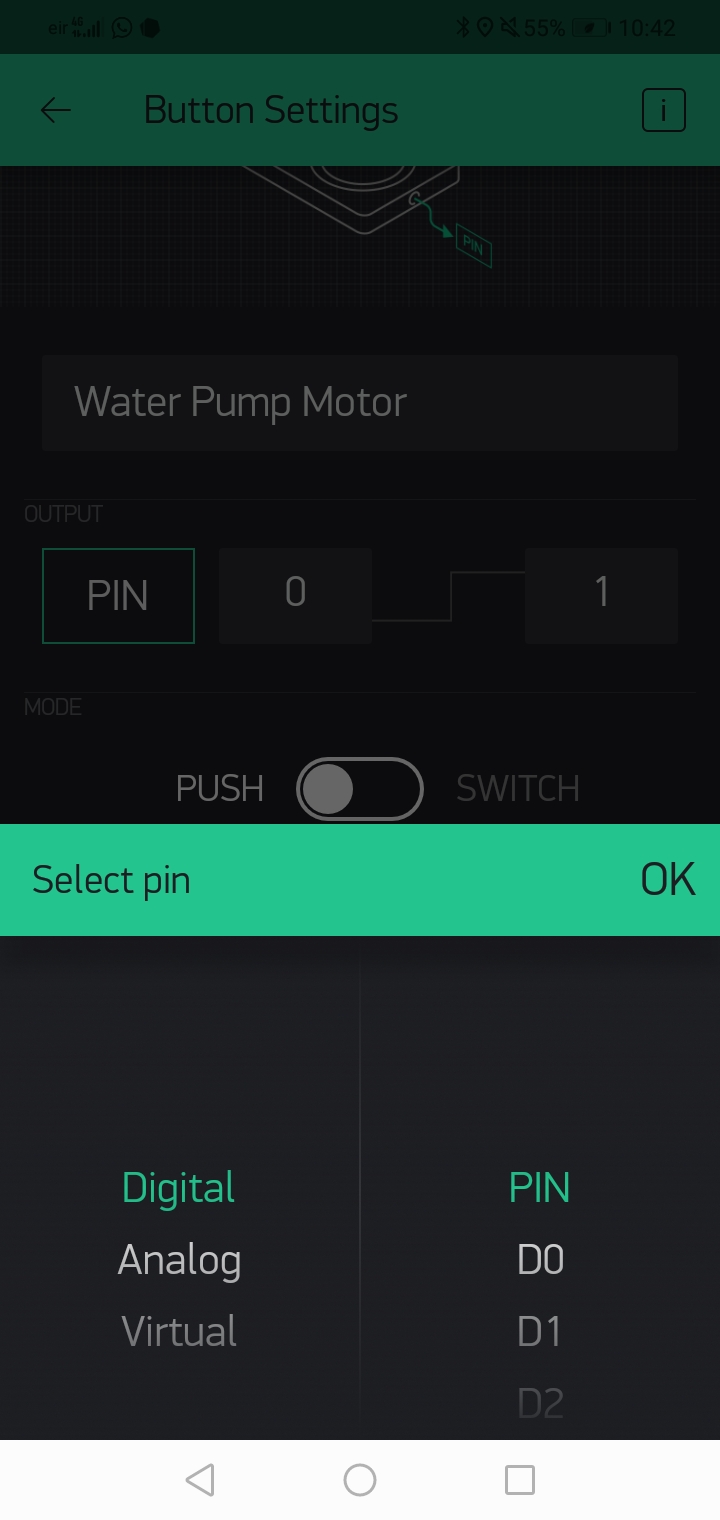 eir 4G 55% 10:42
Button Settings i
PIN
Water Pump Motor
OUTPUT
PIN 0 1
MODE
PUSH SWITCH
Select pin OK
Digital PIN
Analog D0
Virtual D1
D2